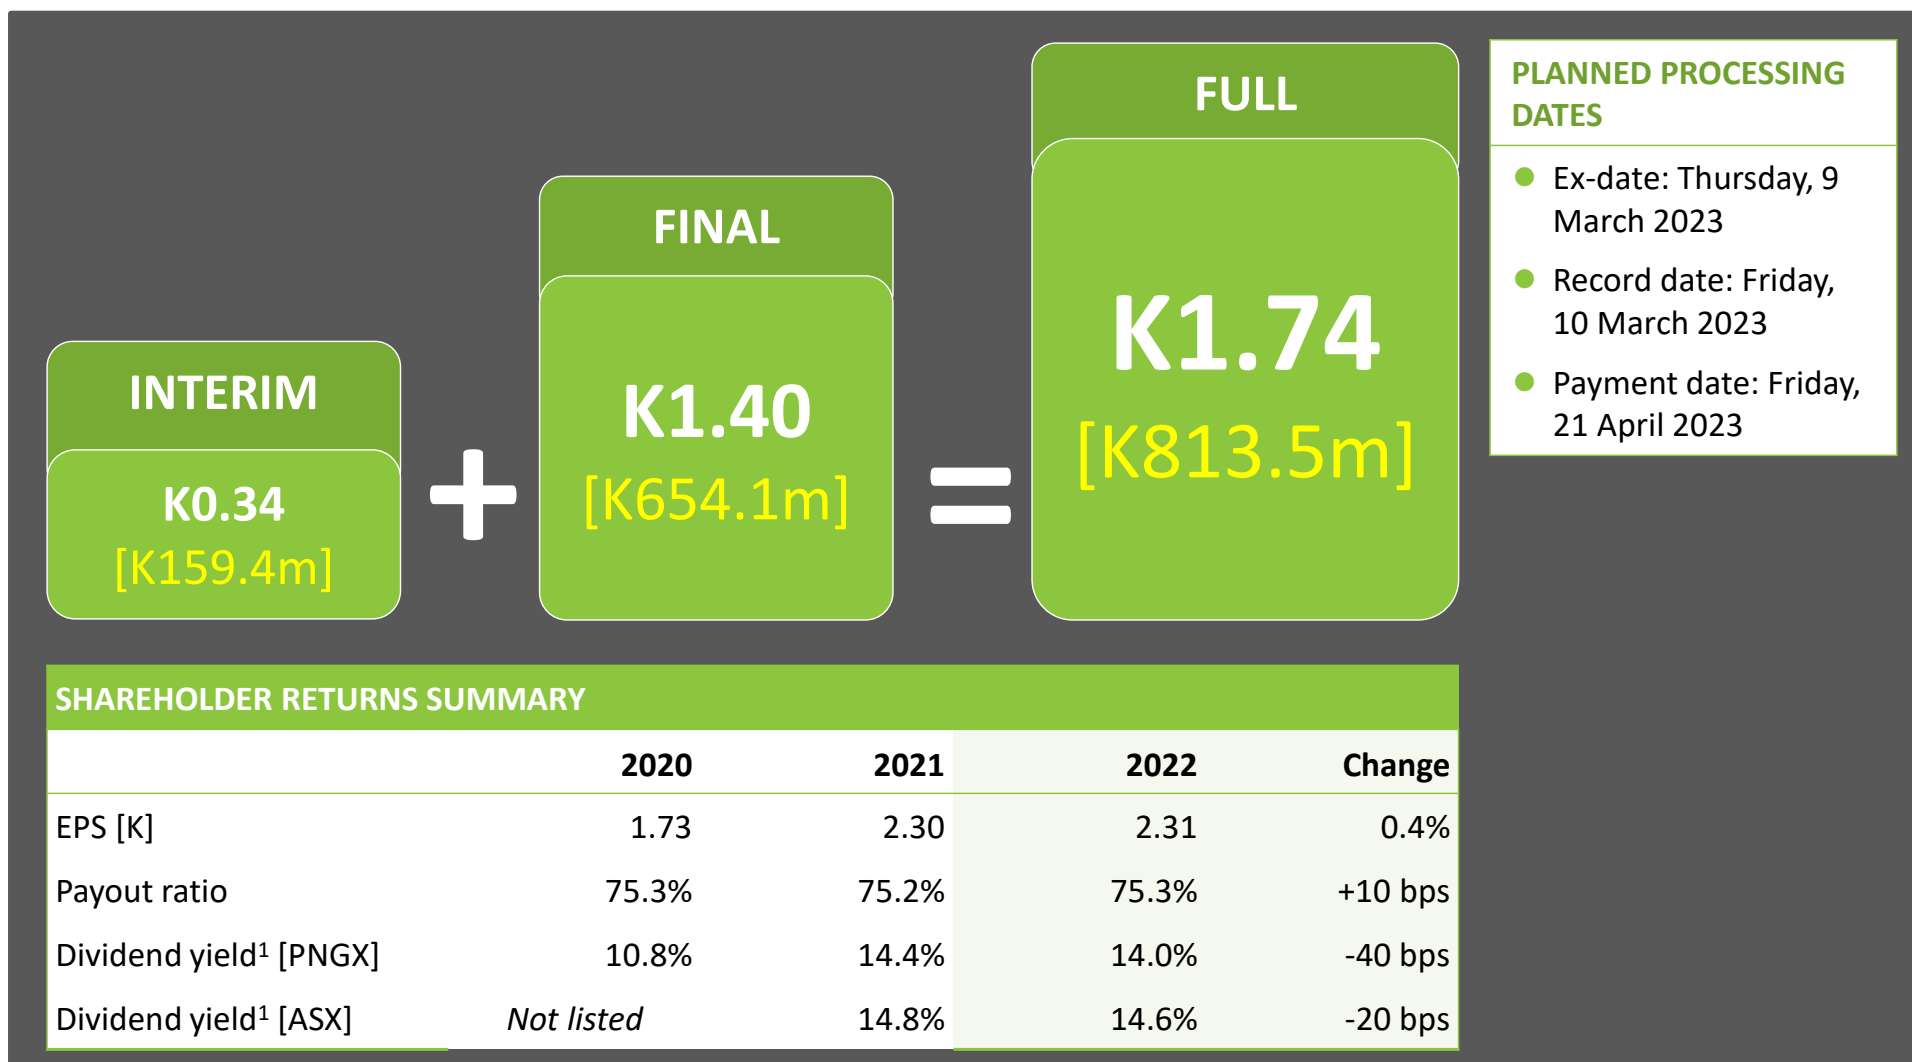 INTERIM
K0.34
[K159.4m]
+
FINAL
K1.40
[K654.1m]
=
FULL
K1.74
[K813.5m]
PLANNED PROCESSING
DATES
Ex-date: Thursday, 9
March 2023
Record date: Friday,
10 March 2023
Payment date: Friday,
21 April 2023
SHAREHOLDER RETURNS SUMMARY
2020 2021 2022 Change
EPS [K] 1.73 2.30 2.31 0.4%
Payout ratio 75.3% 75.2% 75.3% +10 bps
Dividend yield¹ [PNGX] 10.8% 14.4% 14.0% -40 bps
Dividend yield¹ [ASX] Not listed 14.8% 14.6% -20 bps